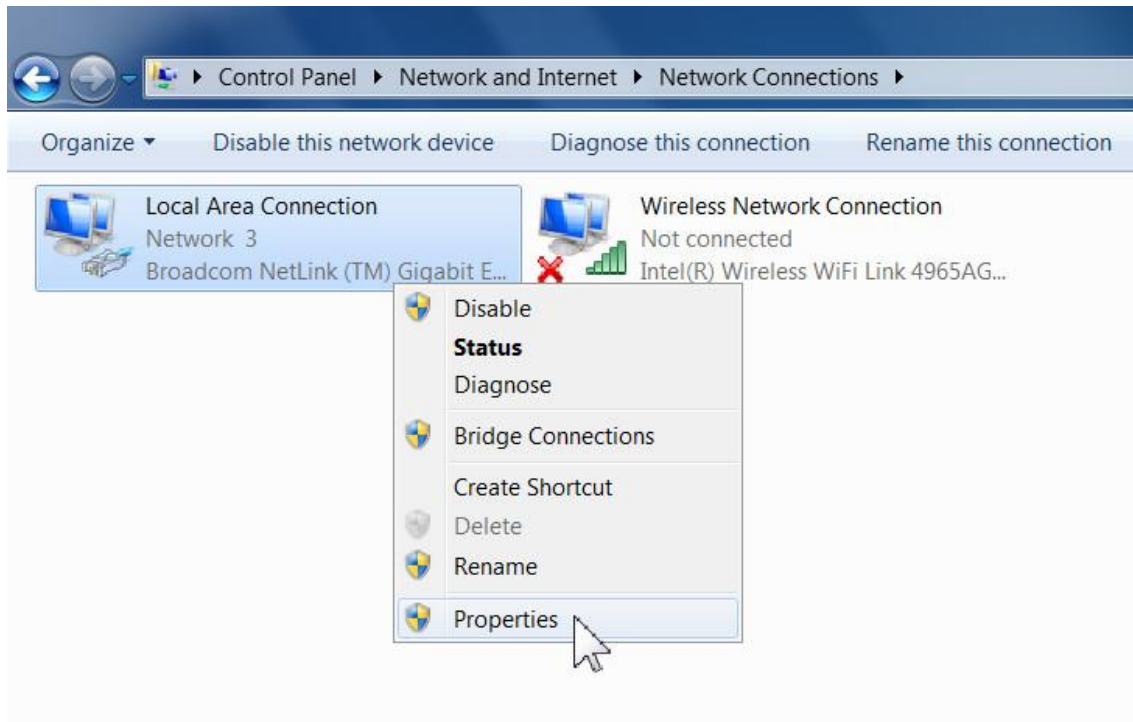 Control Panel Network and Internet Network Connections
Organize Disable this network device Diagnose this connection Rename this connection
Local Area Connection
Network 3
Broadcom NetLink (TM) Gigabit E...
Wireless Network Connection
Not connected
Intel(R) Wireless WiFi Link 4965AG...
Disable
Status
Diagnose
Bridge Connections
Create Shortcut
Delete
Rename
Properties